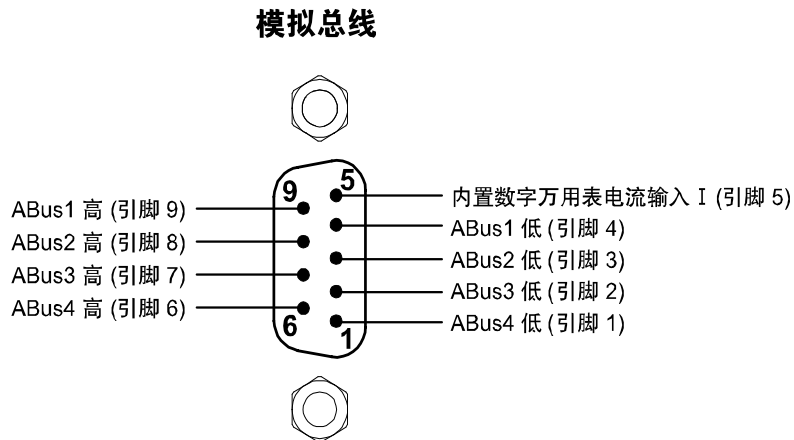 模拟总线
9
5
ABus1 高 (引脚 9)
ABus2 高 (引脚 8)
ABus3 高 (引脚 7)
ABus4 高 (引脚 6)
内置数字万用表电流输入 I (引脚 5)
ABus1 低 (引脚 4)
ABus2 低 (引脚 3)
ABus3 低 (引脚 2)
ABus4 低 (引脚 1)
6
1